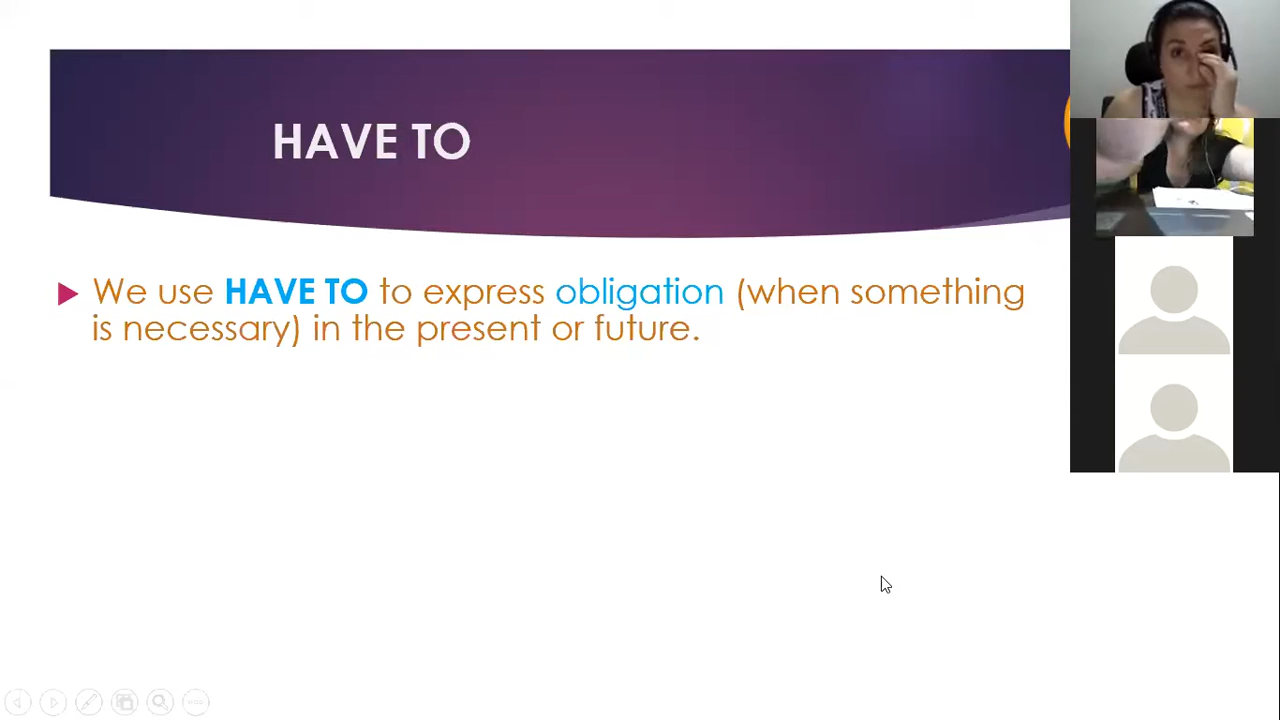 HAVE TO
We use HAVE TO to express obligation (when something
is necessary) in the present or future.